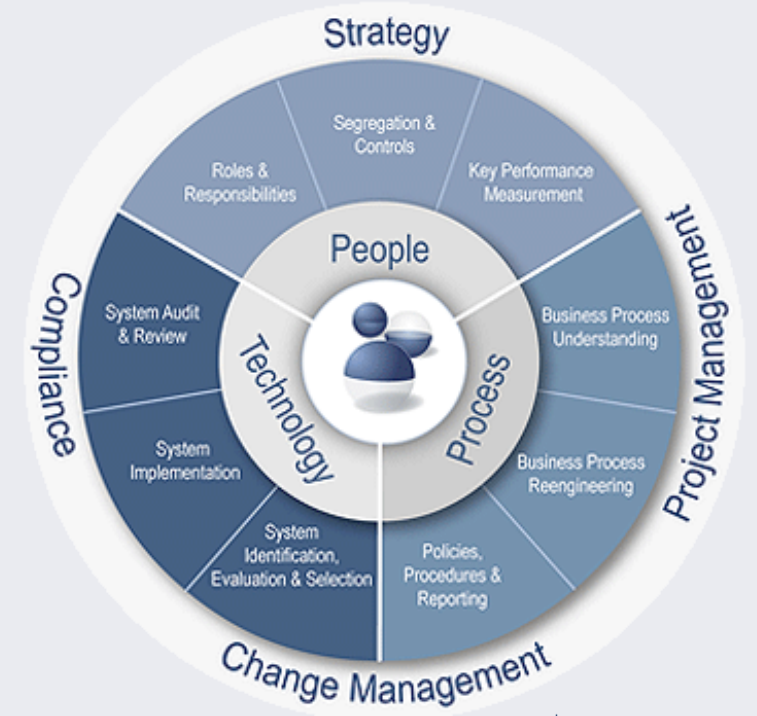 Strategy
Segregation &
Controls
Roles &
Responsibilities
Key Performance
Measurement
People
Project Management
Business Process
Understanding
Business Process
Reengineering
Process
Policies,
Procedures &
Reporting
Change Management
System
Identification,
Evaluation & Selection
System
Implementation
System Audit
& Review
Technology
Compliance